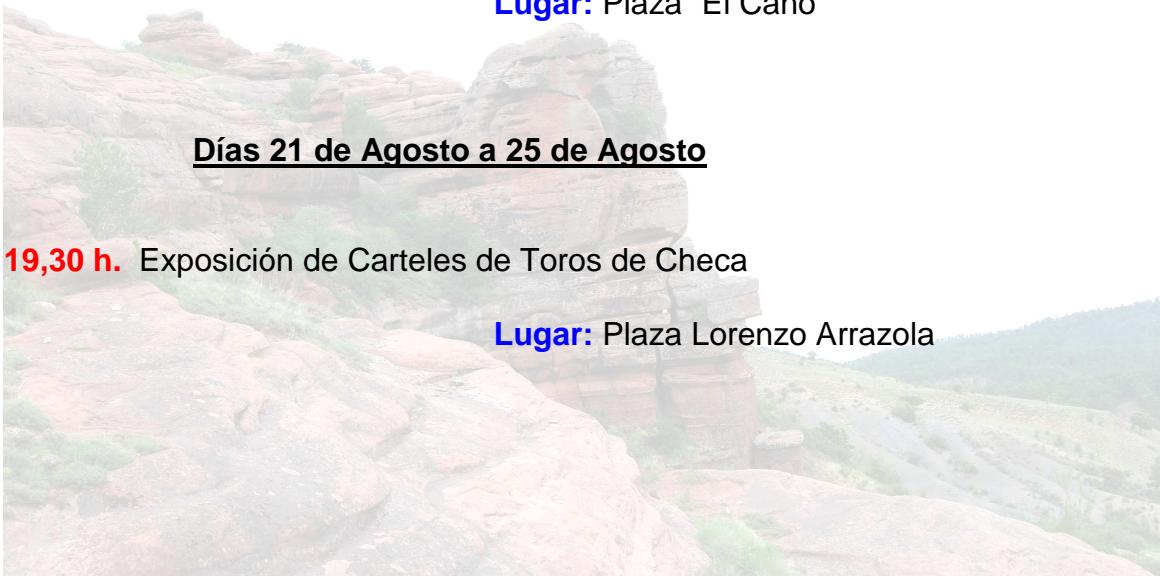 Lugar: Plaza "El Caño"
Días 21 de Agosto a 25 de Agosto
19,30 h. Exposición de Carteles de Toros de Checa
Lugar: Plaza Lorenzo Arrazola